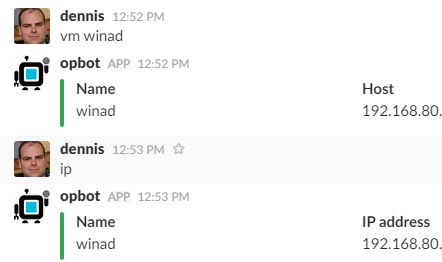 dennis 12:52 PM
vm winad
opbot APP 12:52 PM
Name Host
winad 192.168.80.
dennis 12:53 PM
ip
opbot APP 12:53 PM
Name IP address
winad 192.168.80.